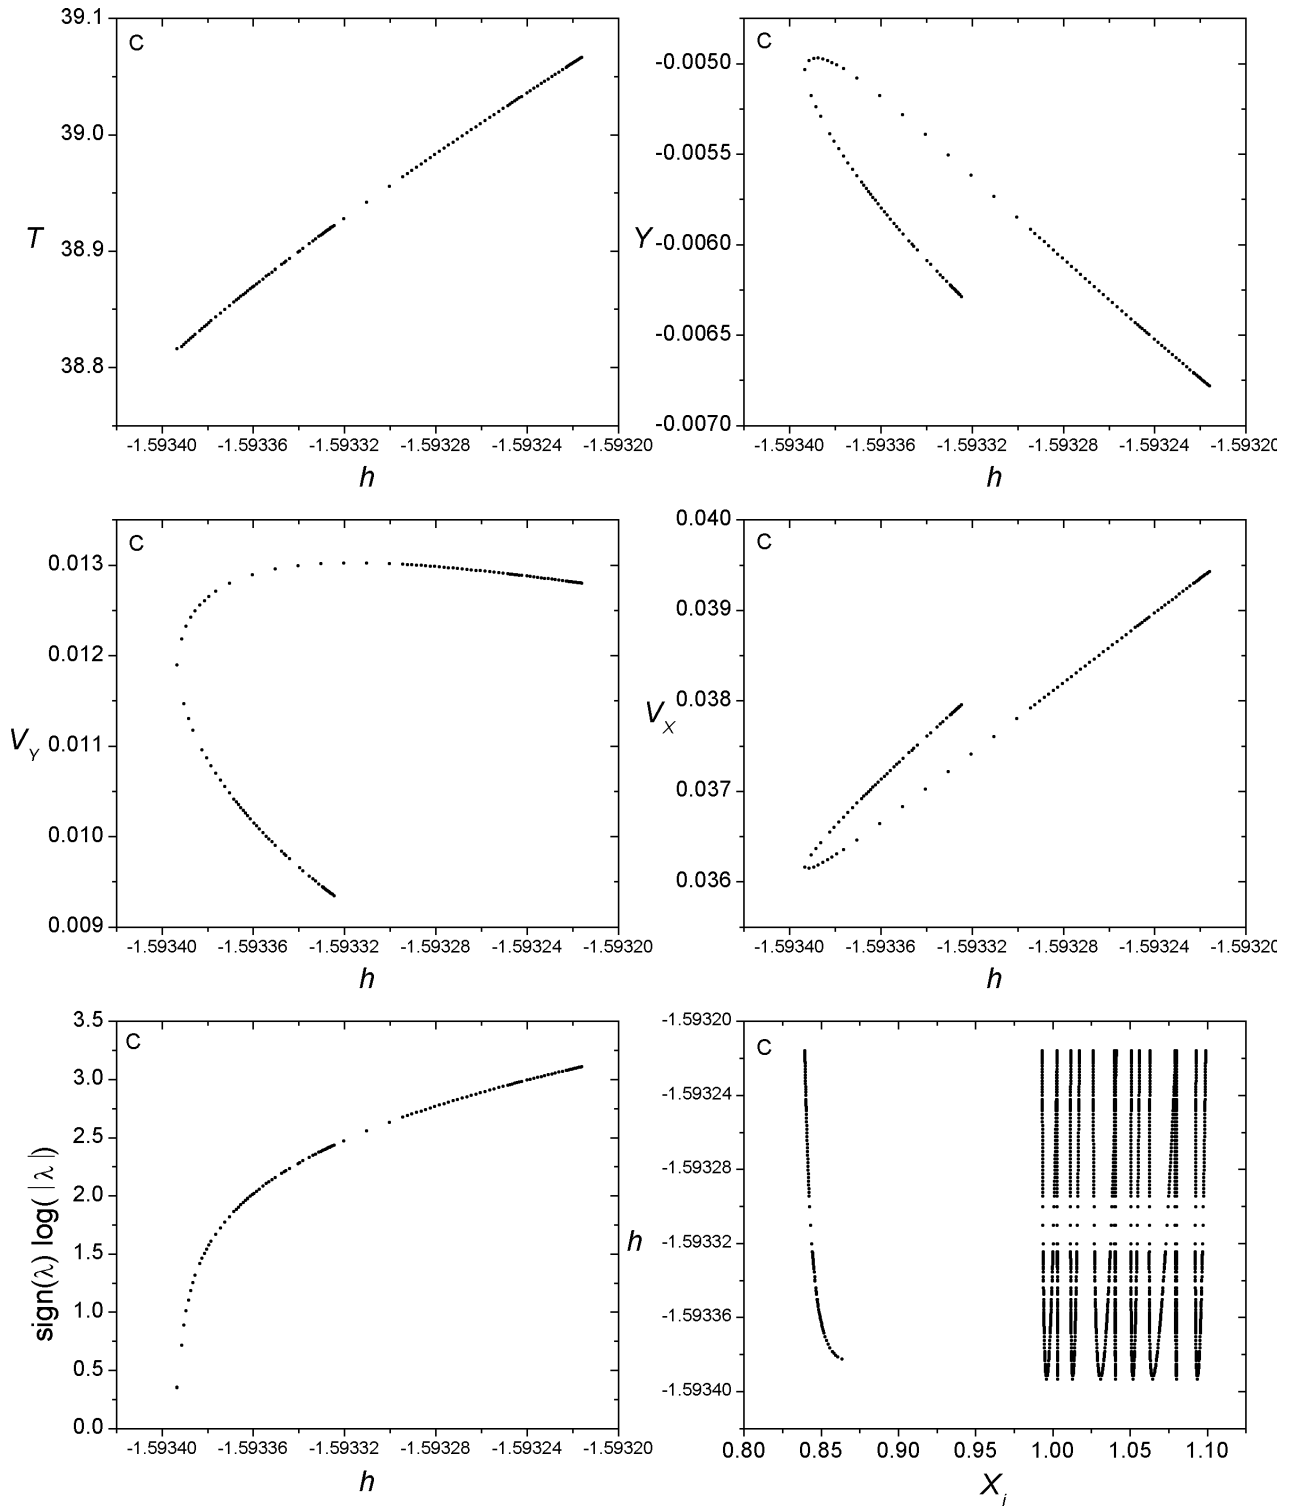 39.1
39.0
38.9
38.8
T
C
-1.59340 -1.59336 -1.59332 -1.59328 -1.59324 -1.59320
h
-0.0050
-0.0055
-0.0060
-0.0065
-0.0070
Y
C
-1.59340 -1.59336 -1.59332 -1.59328 -1.59324 -1.59320
h
0.013
0.012
0.011
0.010
0.009
V_Y
C
-1.59340 -1.59336 -1.59332 -1.59328 -1.59324 -1.59320
h
0.040
0.039
0.038
0.037
0.036
V_X
C
-1.59340 -1.59336 -1.59332 -1.59328 -1.59324 -1.59320
h
3.5
3.0
2.5
2.0
1.5
1.0
0.5
0.0
sign(λ) log(|λ|)
C
-1.59340 -1.59336 -1.59332 -1.59328 -1.59324 -1.59320
h
-1.59320
-1.59324
-1.59328
-1.59332
-1.59336
-1.59340
h
C
0.80 0.85 0.90 0.95 1.00 1.05 1.10
X_i